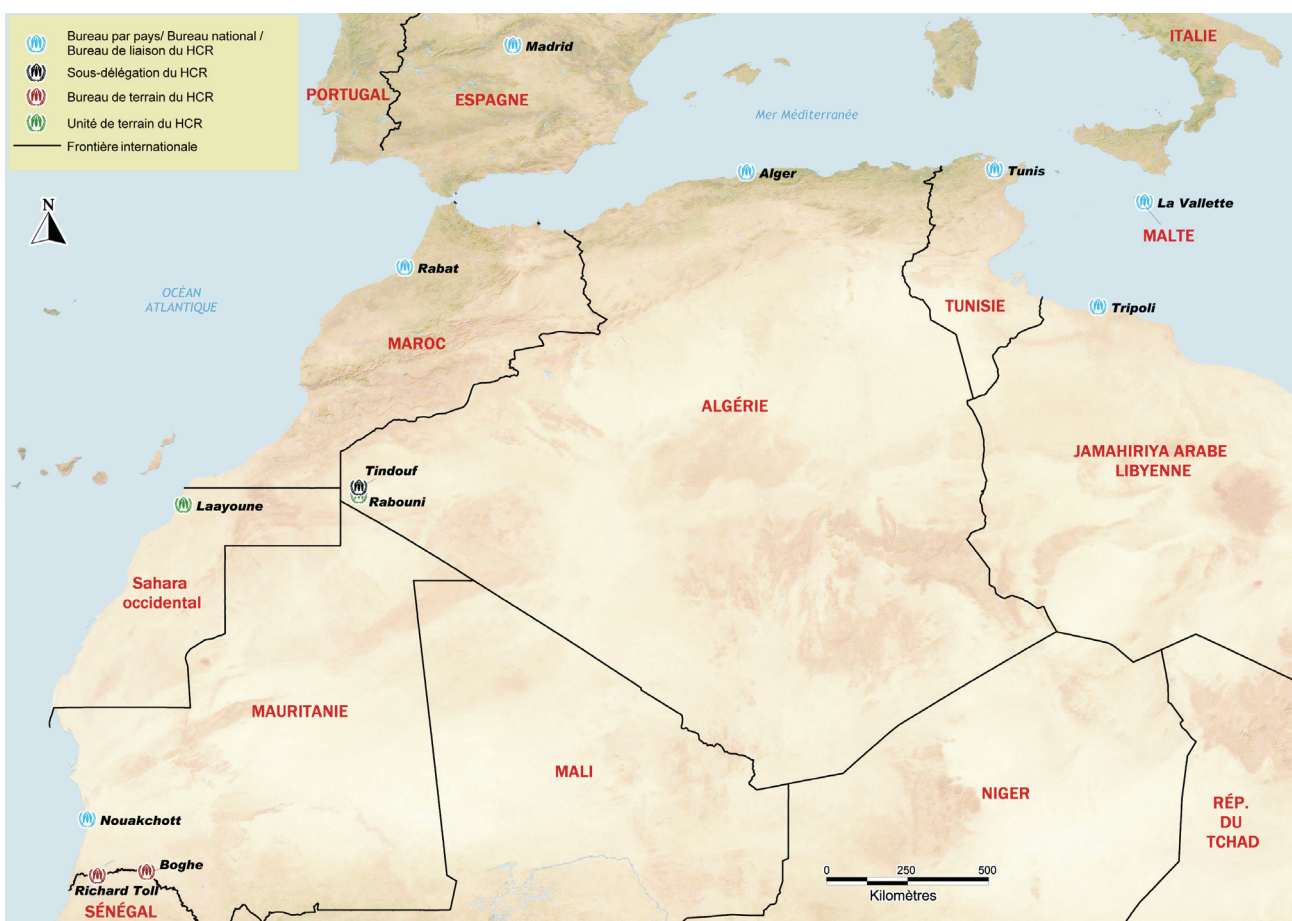 Bureau par pays/ Bureau national /
Bureau de liaison du HCR
Sous-délégation du HCR
Bureau de terrain du HCR
Unité de terrain du HCR
Frontière internationale
N
ITALIE
Madrid
PORTUGAL
ESPAGNE
Mer Méditerranée
Alger
Tunis
La Vallette
MALTE
Rabat
OCÉAN
ATLANTIQUE
TUNISIE
Tripoli
MAROC
ALGÉRIE
JAMAHIRIYA ARABE
LIBYENNE
Tindouf
Rabouni
Laayoune
Sahara
occidental
MAURITANIE
MALI
NIGER
RÉP.
DU
TCHAD
Nouakchott
Boghe
Richard Toll
SÉNÉGAL
0 250 500
Kilomètres